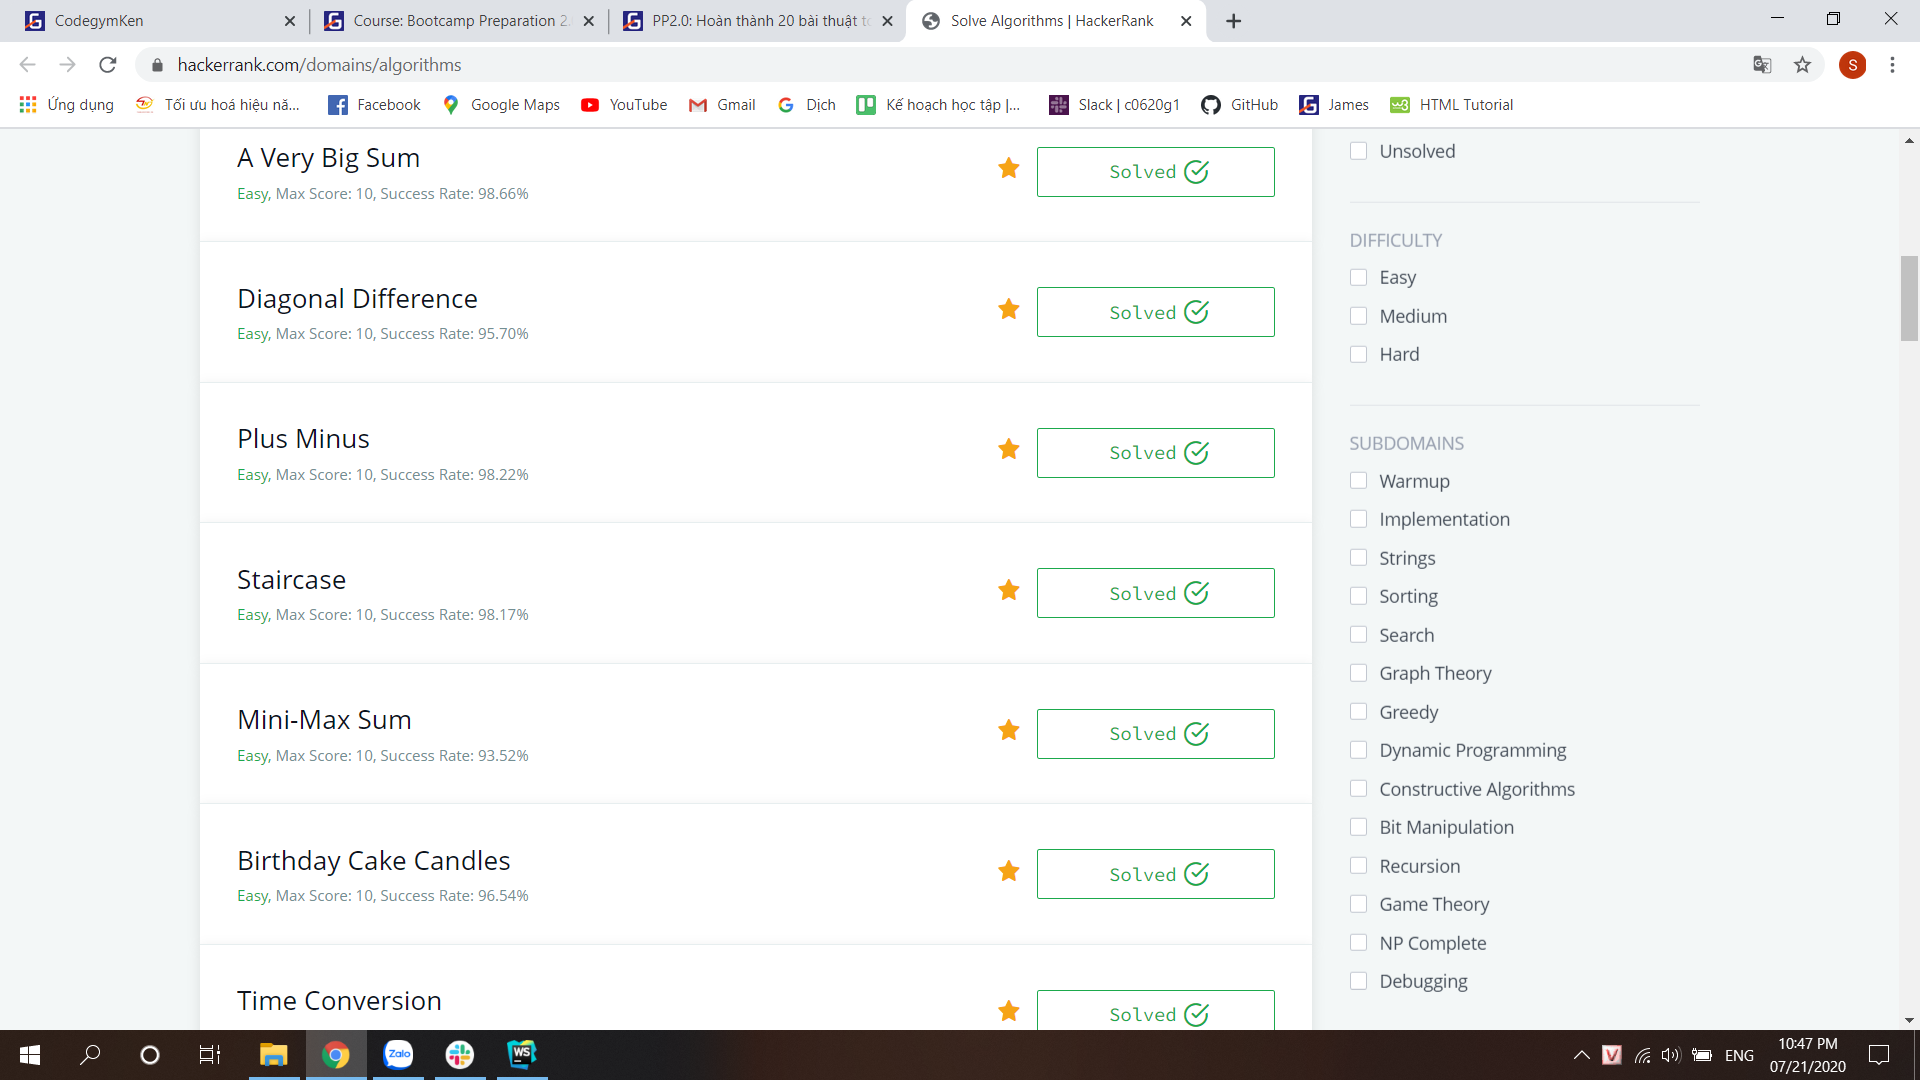 CodegymKen
Course: Bootcamp Preparation 2.
PP2.0: Hoàn thành 20 bài thuật to
Solve Algorithms | HackerRank
hackerrank.com/domains/algorithms
S
Ứng dụng
Tối ưu hoá hiệu nă...
Facebook
Google Maps
YouTube
Gmail
Dịch
Kế hoạch học tập |...
Slack | c0620g1
GitHub
James
HTML Tutorial
A Very Big Sum
Easy, Max Score: 10, Success Rate: 98.66%
Solved
Diagonal Difference
Easy, Max Score: 10, Success Rate: 95.70%
Solved
Plus Minus
Easy, Max Score: 10, Success Rate: 98.22%
Solved
Staircase
Easy, Max Score: 10, Success Rate: 98.17%
Solved
Mini-Max Sum
Easy, Max Score: 10, Success Rate: 93.52%
Solved
Birthday Cake Candles
Easy, Max Score: 10, Success Rate: 96.54%
Solved
Time Conversion
Solved
Unsolved
DIFFICULTY
Easy
Medium
Hard
SUBDOMAINS
Warmup
Implementation
Strings
Sorting
Search
Graph Theory
Greedy
Dynamic Programming
Constructive Algorithms
Bit Manipulation
Recursion
Game Theory
NP Complete
Debugging
Zalo
WS
V
ENG
10:47 PM
07/21/2020